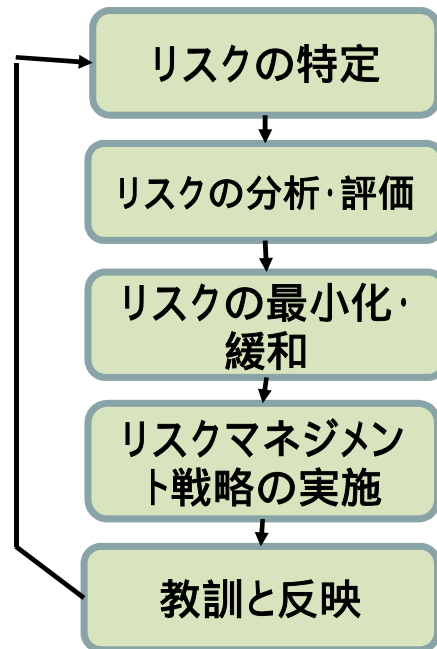 リスクの特定
リスクの分析・評価
リスクの最小化・
緩和
リスクマネジメン
ト戦略の実施
教訓と反映